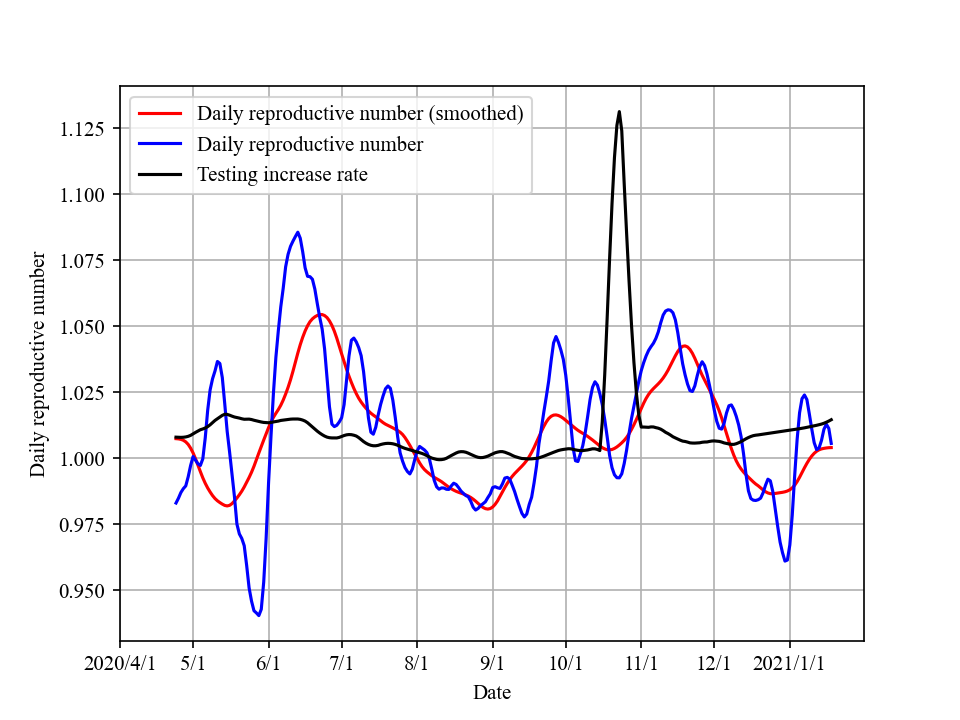 Daily reproductive number (smoothed)
Daily reproductive number
Testing increase rate
Daily reproductive number
1.125
1.100
1.075
1.050
1.025
1.000
0.975
0.950
2020/4/1 5/1 6/1 7/1 8/1 9/1 10/1 11/1 12/1 2021/1/1
Date